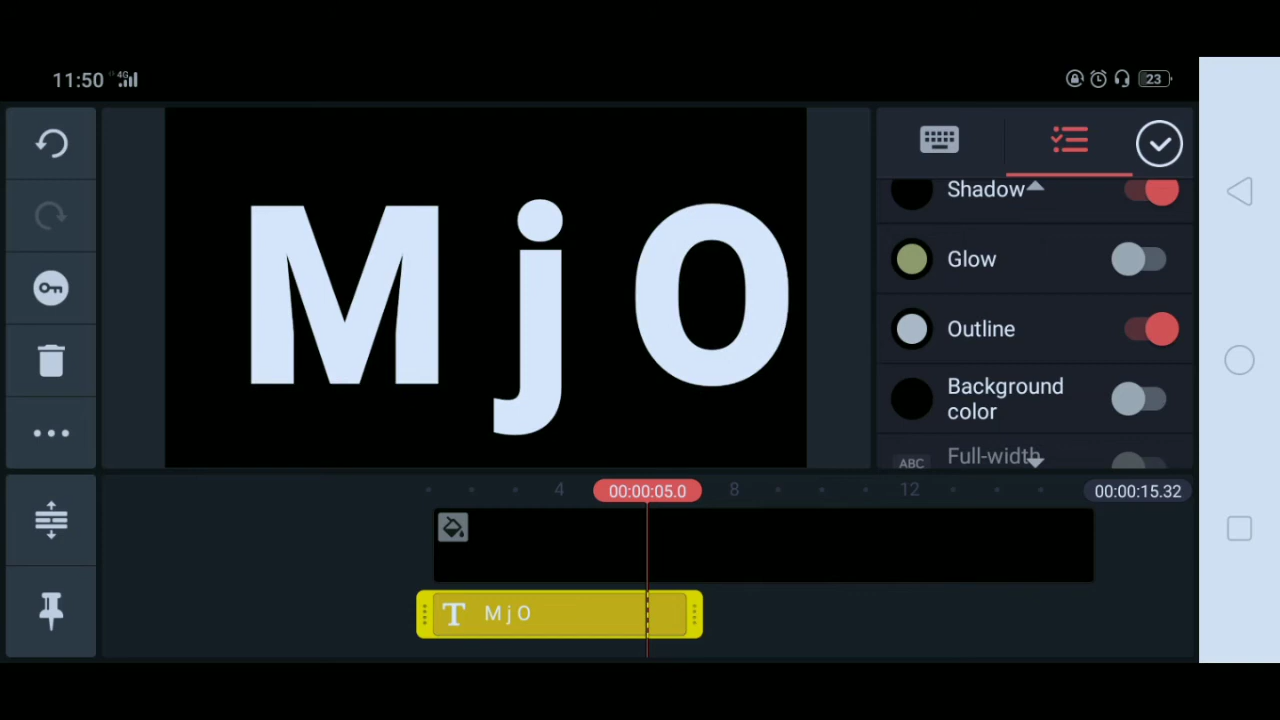 11:50 4G 23
M j O
Shadow
Glow
Outline
Background
color
ABC Full-width
4 00:00:05.0 8 12 00:00:15.32
T M j O